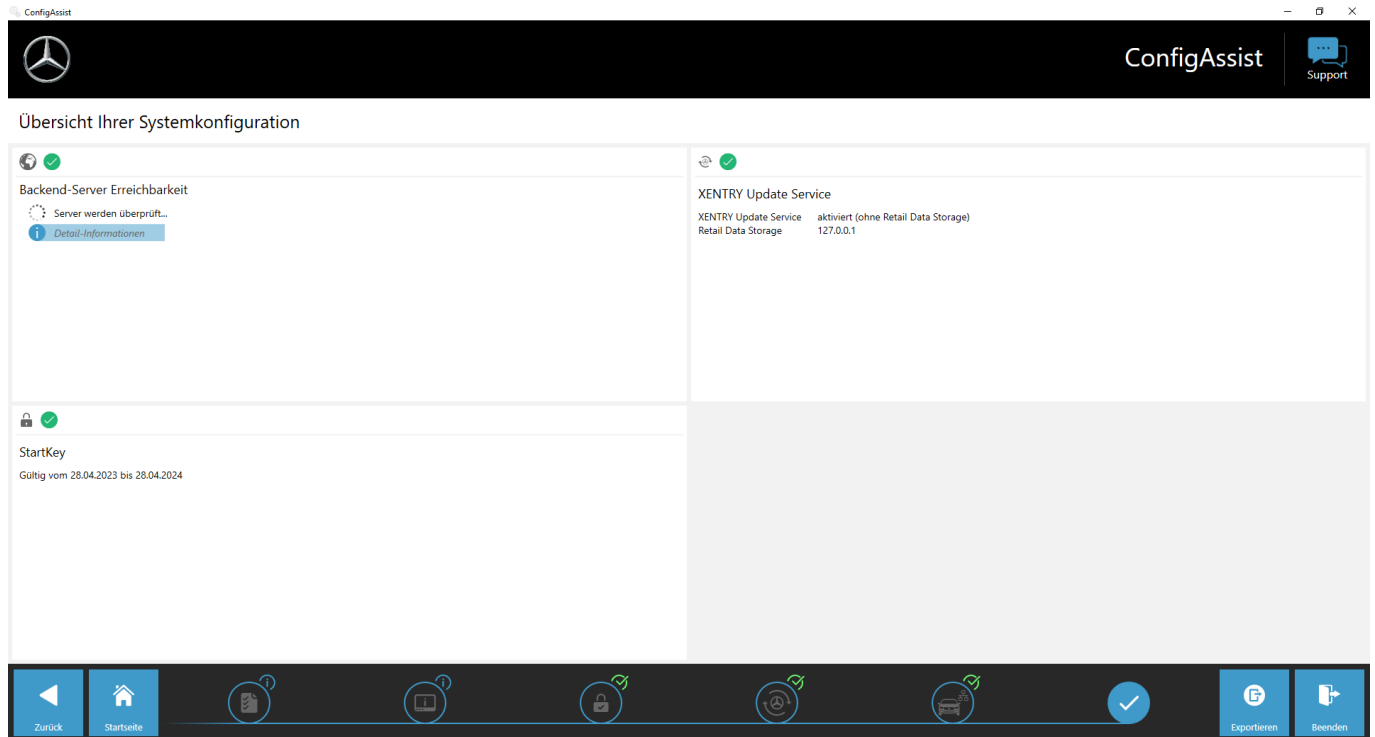 ConfigAssist
ConfigAssist
Support
Übersicht Ihrer Systemkonfiguration
Backend-Server Erreichbarkeit
Server werden überprüft...
Detail-Informationen
XENTRY Update Service
XENTRY Update Service aktiviert (ohne Retail Data Storage)
Retail Data Storage 127.0.0.1
StartKey
Gültig vom 28.04.2023 bis 28.04.2024
Zurück Startseite Exportieren Beenden